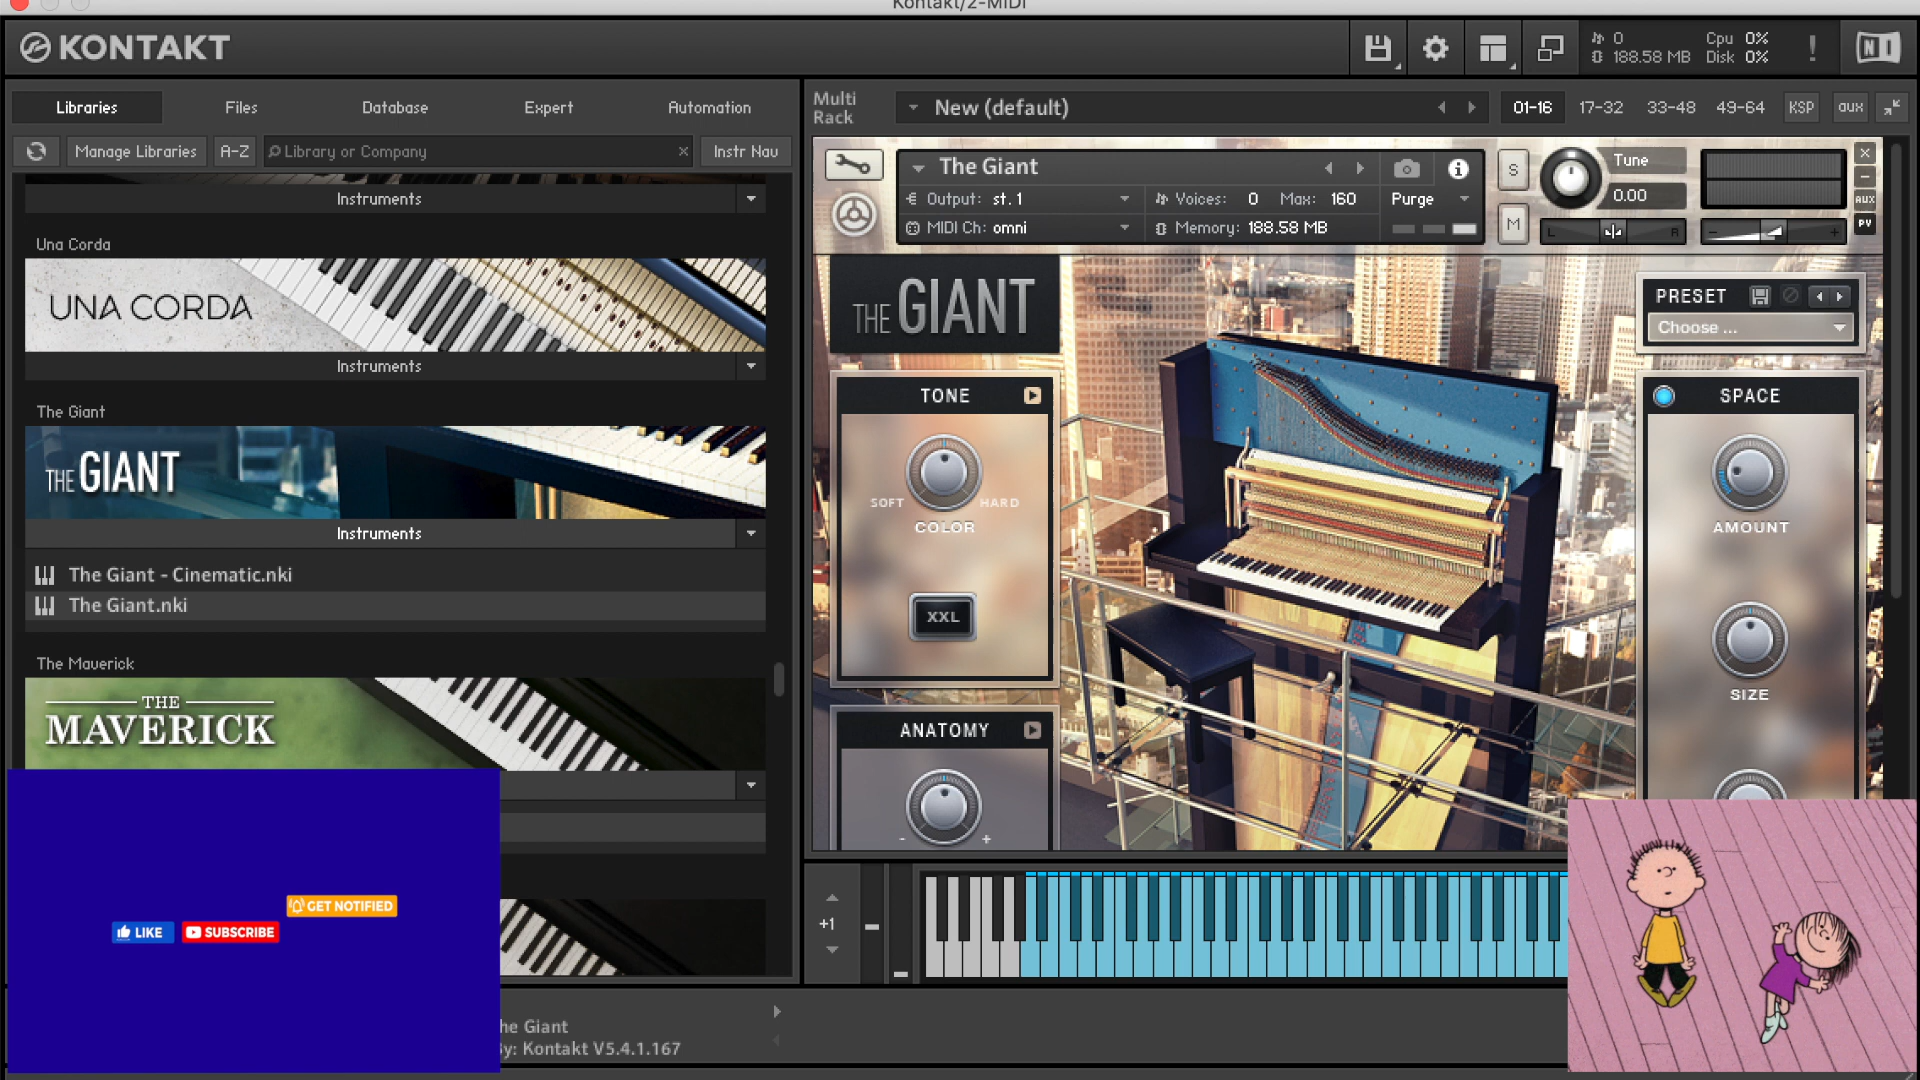 Kontakt/2-MIDI
KONTAKT
0
188.58 MB
Cpu 0%
Disk 0%
!
NI
Libraries
Files
Database
Expert
Automation
Manage Libraries
A-Z
Library or Company
×
Instr Nav
Instruments
Una Corda
UNA CORDA
Instruments
The Giant
THE GIANT
Instruments
The Giant - Cinematic.nki
The Giant.nki
The Maverick
THE
MAVERICK
LIKE
SUBSCRIBE
GET NOTIFIED
he Giant
By: Kontakt V5.4.1.167
Multi
Rack
New (default)
01-16
17-32
33-48
49-64
KSP
aux
The Giant
Output: st.1
Voices: 0 Max: 160
Purge
MIDI Ch: omni
Memory: 188.58 MB
S
M
Tune
0.00
L
R
- +
×
-
AUX
PV
THE GIANT
PRESET
Choose ...
TONE
SOFT
HARD
COLOR
XXL
ANATOMY
- +
SPACE
AMOUNT
SIZE
+1